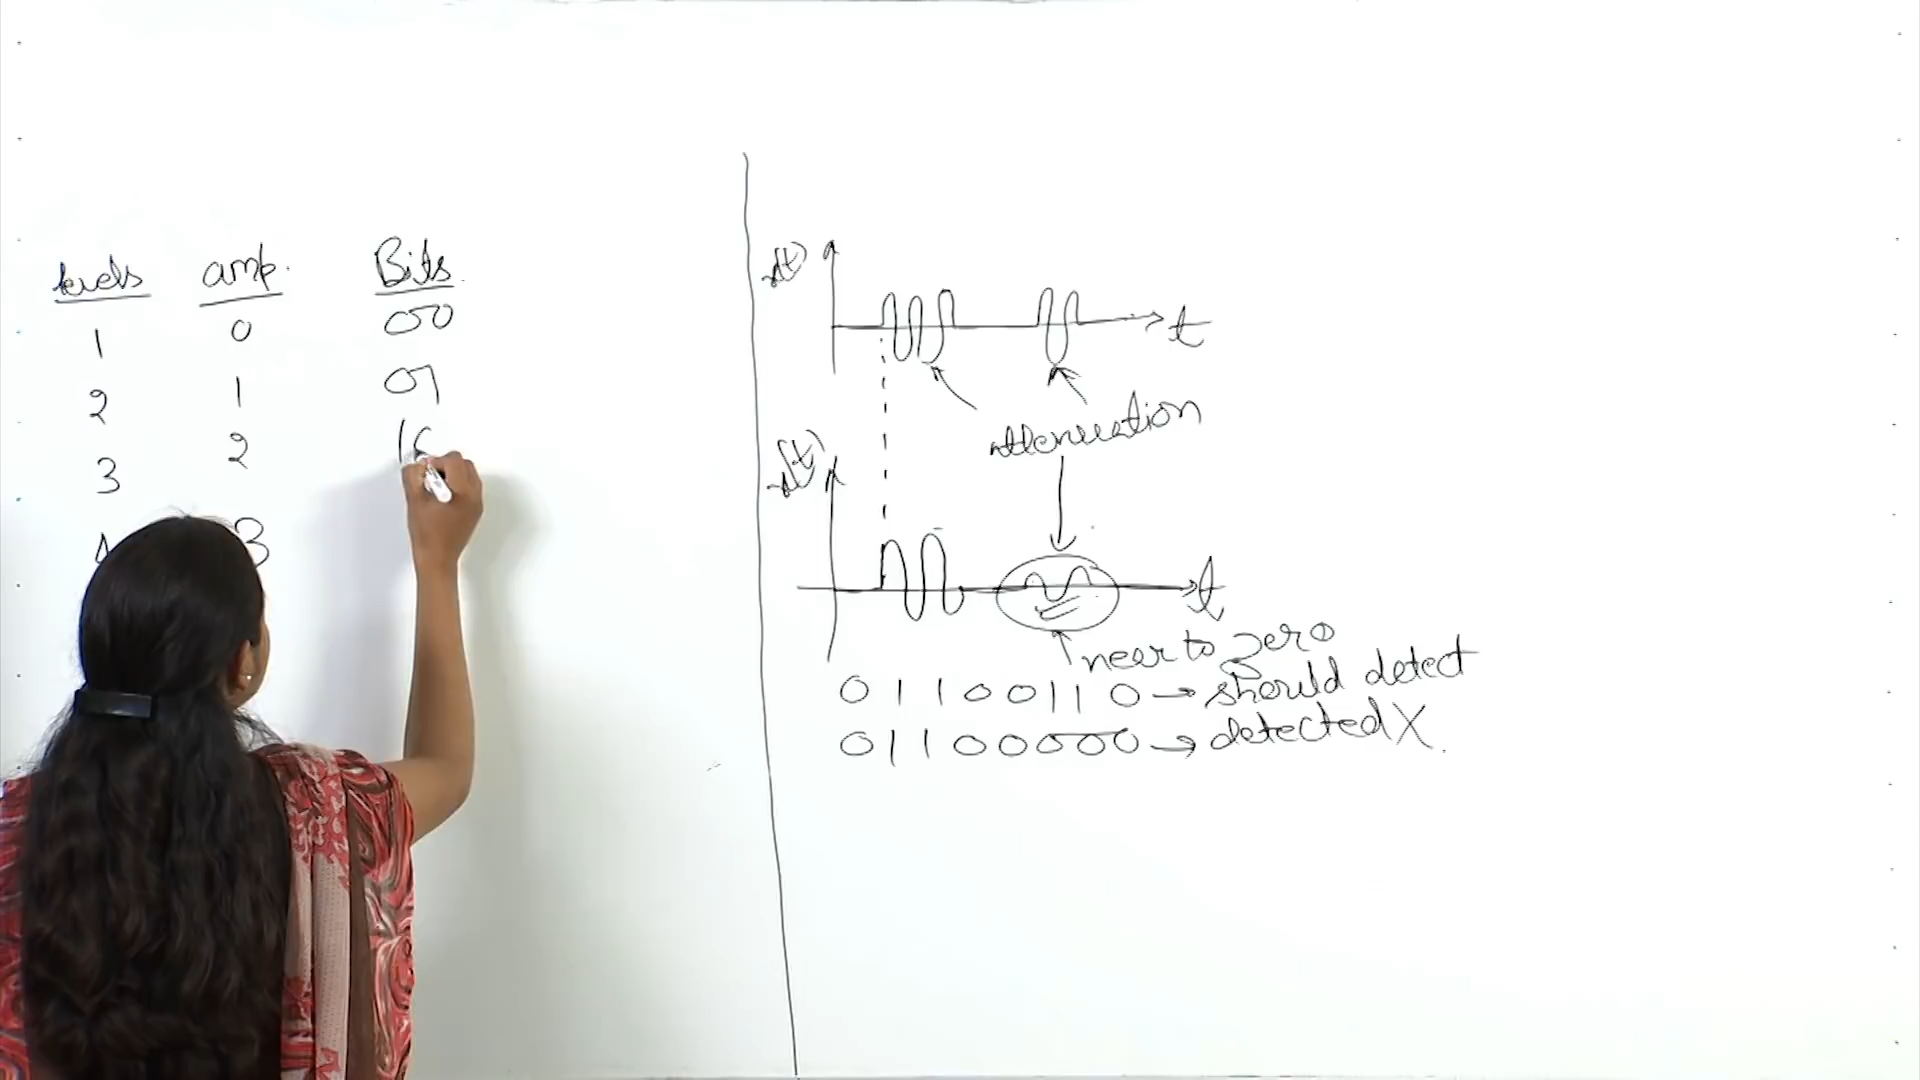 levels amp. Bits
1 0 00
2 1 01
3 2 1
3
x(t)
t
attenuation
x(t)
t
near to zero
0 1 1 0 0 1 1 0 → should detect
0 1 1 0 0 0 0 0 → detected X.